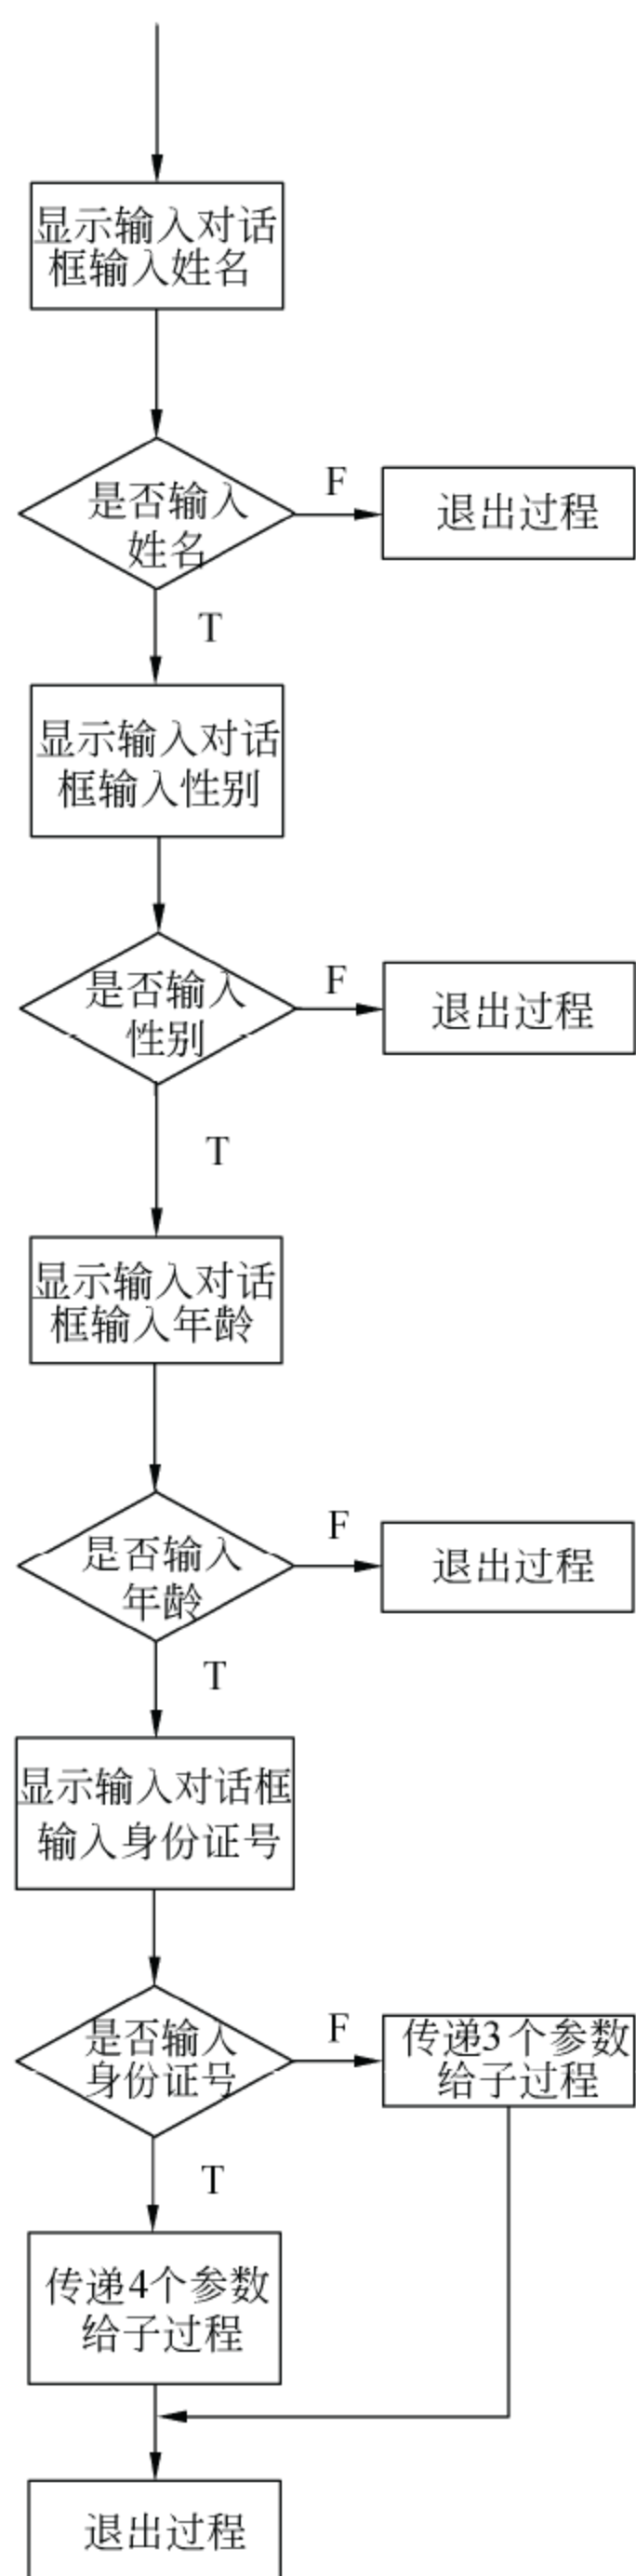 显示输入对话
框输入姓名
是否输入
姓名
F
退出过程
T
显示输入对话
框输入性别
是否输入
性别
F
退出过程
T
显示输入对话
框输入年龄
是否输入
年龄
F
退出过程
T
显示输入对话框
输入身份证号
是否输入
身份证号
F
传递3个参数
给子过程
T
传递4个参数
给子过程
退出过程